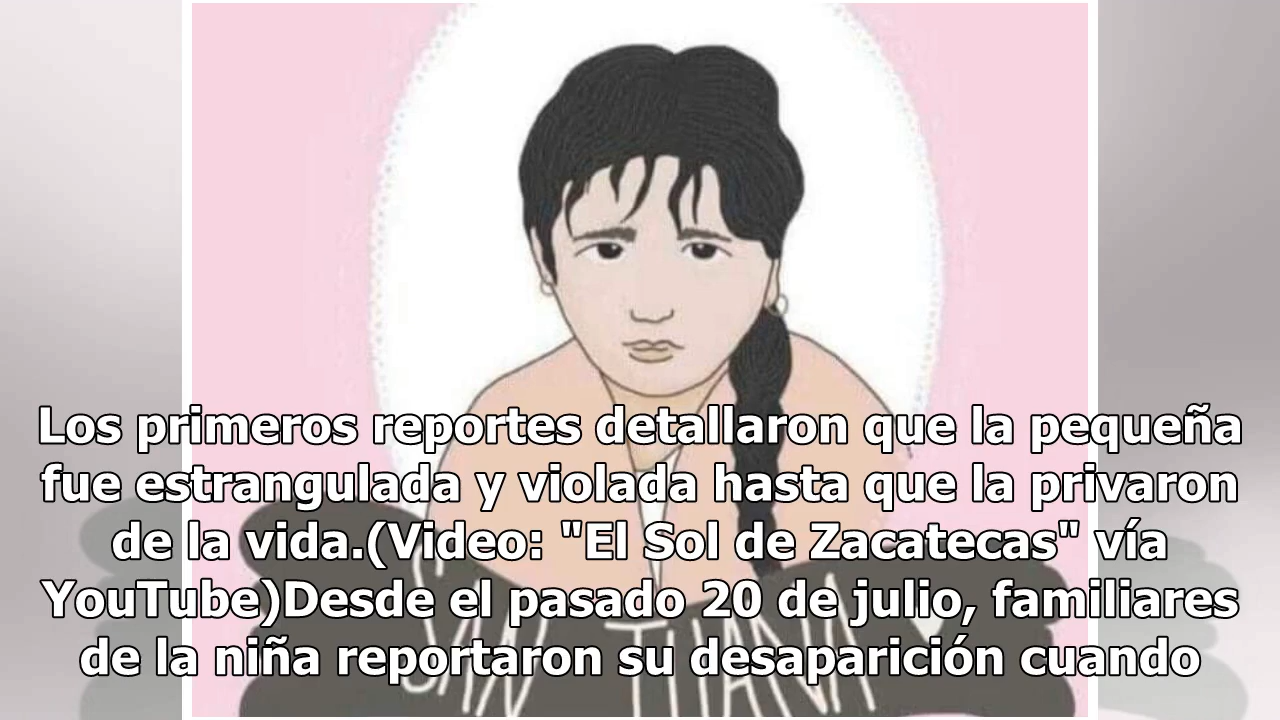 Los primeros reportes detallaron que la pequeña
fue estrangulada y violada hasta que la privaron
de la vida.(Video: "El Sol de Zacatecas" vía
YouTube)Desde el pasado 20 de julio, familiares
de la niña reportaron su desaparición cuando